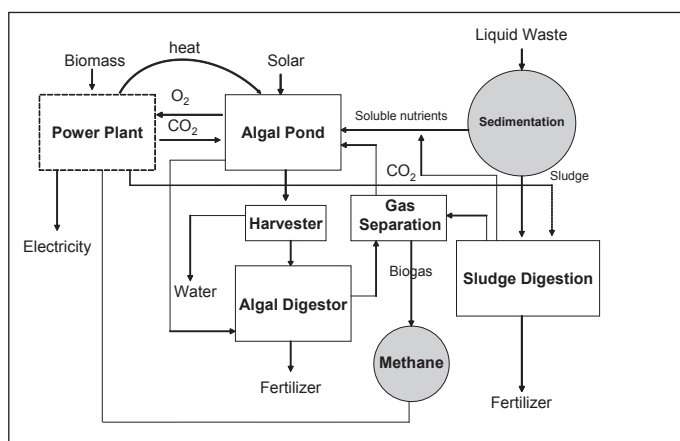 Liquid Waste
Biomass
heat
Solar
O2
Power Plant
CO2
Algal Pond
Soluble nutrients
Sedimentation
CO2
Sludge
Electricity
Harvester
Gas
Separation
Water
Algal Digestor
Biogas
Sludge Digestion
Methane
Fertilizer
Fertilizer